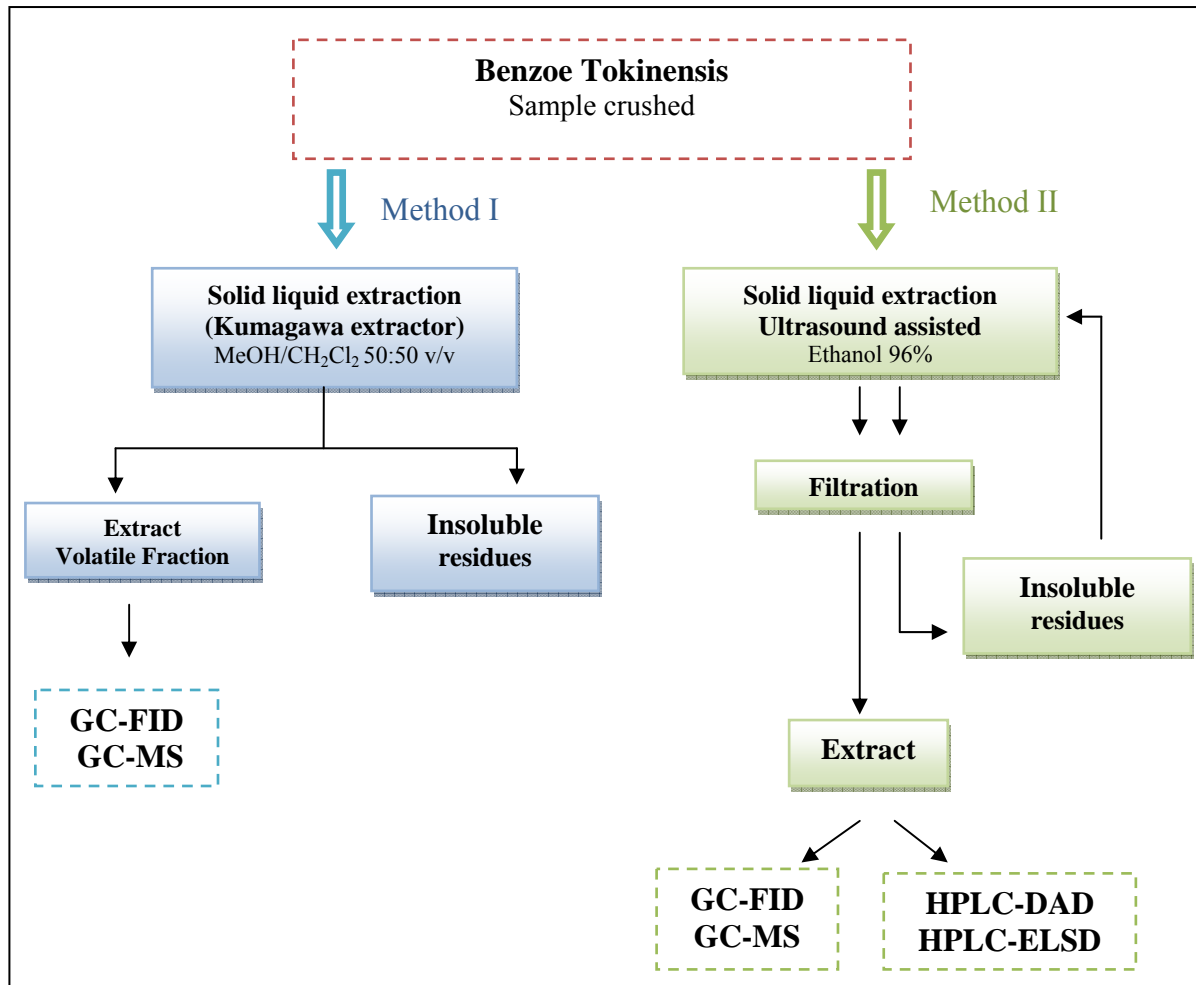 Benzoe Tokinensis
Sample crushed
Method I
Method II
Solid liquid extraction
(Kumagawa extractor)
MeOH/CH₂Cl₂ 50:50 v/v
Solid liquid extraction
Ultrasound assisted
Ethanol 96%
Extract
Volatile Fraction
Insoluble
residues
Filtration
Insoluble
residues
GC-FID
GC-MS
Extract
GC-FID
GC-MS
HPLC-DAD
HPLC-ELSD